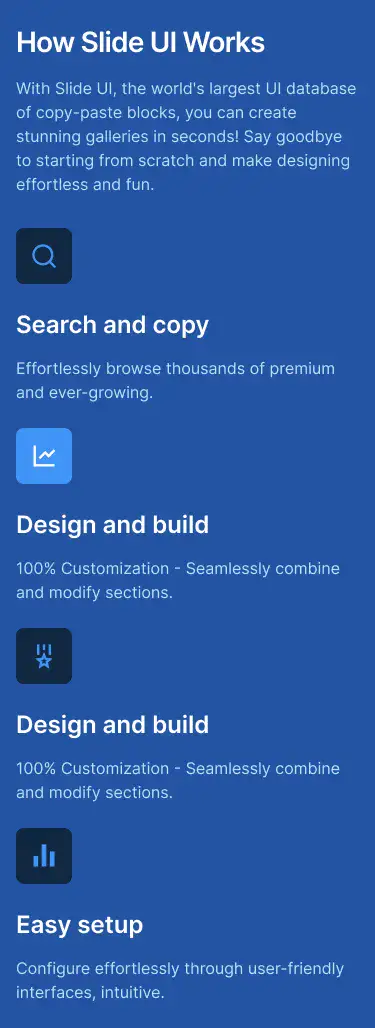 How Slide UI Works
With Slide UI, the world's largest UI database
of copy-paste blocks, you can create
stunning galleries in seconds! Say goodbye
to starting from scratch and make designing
effortless and fun.
Search and copy
Effortlessly browse thousands of premium
and ever-growing.
Design and build
100% Customization - Seamlessly combine
and modify sections.
Design and build
100% Customization - Seamlessly combine
and modify sections.
Easy setup
Configure effortlessly through user-friendly
interfaces, intuitive.